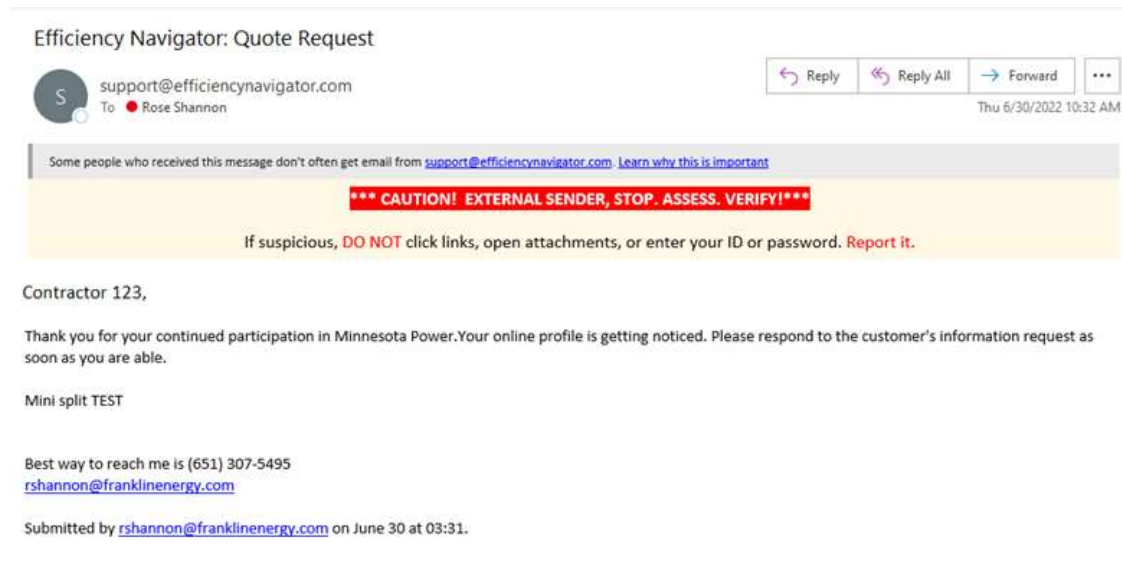 Efficiency Navigator: Quote Request
S
support@efficiencynavigator.com
To Rose Shannon
Reply
Reply All
Forward
Thu 6/30/2022 10:32 AM
Some people who received this message don't often get email from support@efficiencynavigator.com. Learn why this is important
*** CAUTION! EXTERNAL SENDER, STOP. ASSESS. VERIFY!***
If suspicious, DO NOT click links, open attachments, or enter your ID or password. Report it.
Contractor 123,
Thank you for your continued participation in Minnesota Power.Your online profile is getting noticed. Please respond to the customer's information request as
soon as you are able.
Mini split TEST
Best way to reach me is (651) 307-5495
rshannon@franklinenergy.com
Submitted by rshannon@franklinenergy.com on June 30 at 03:31.